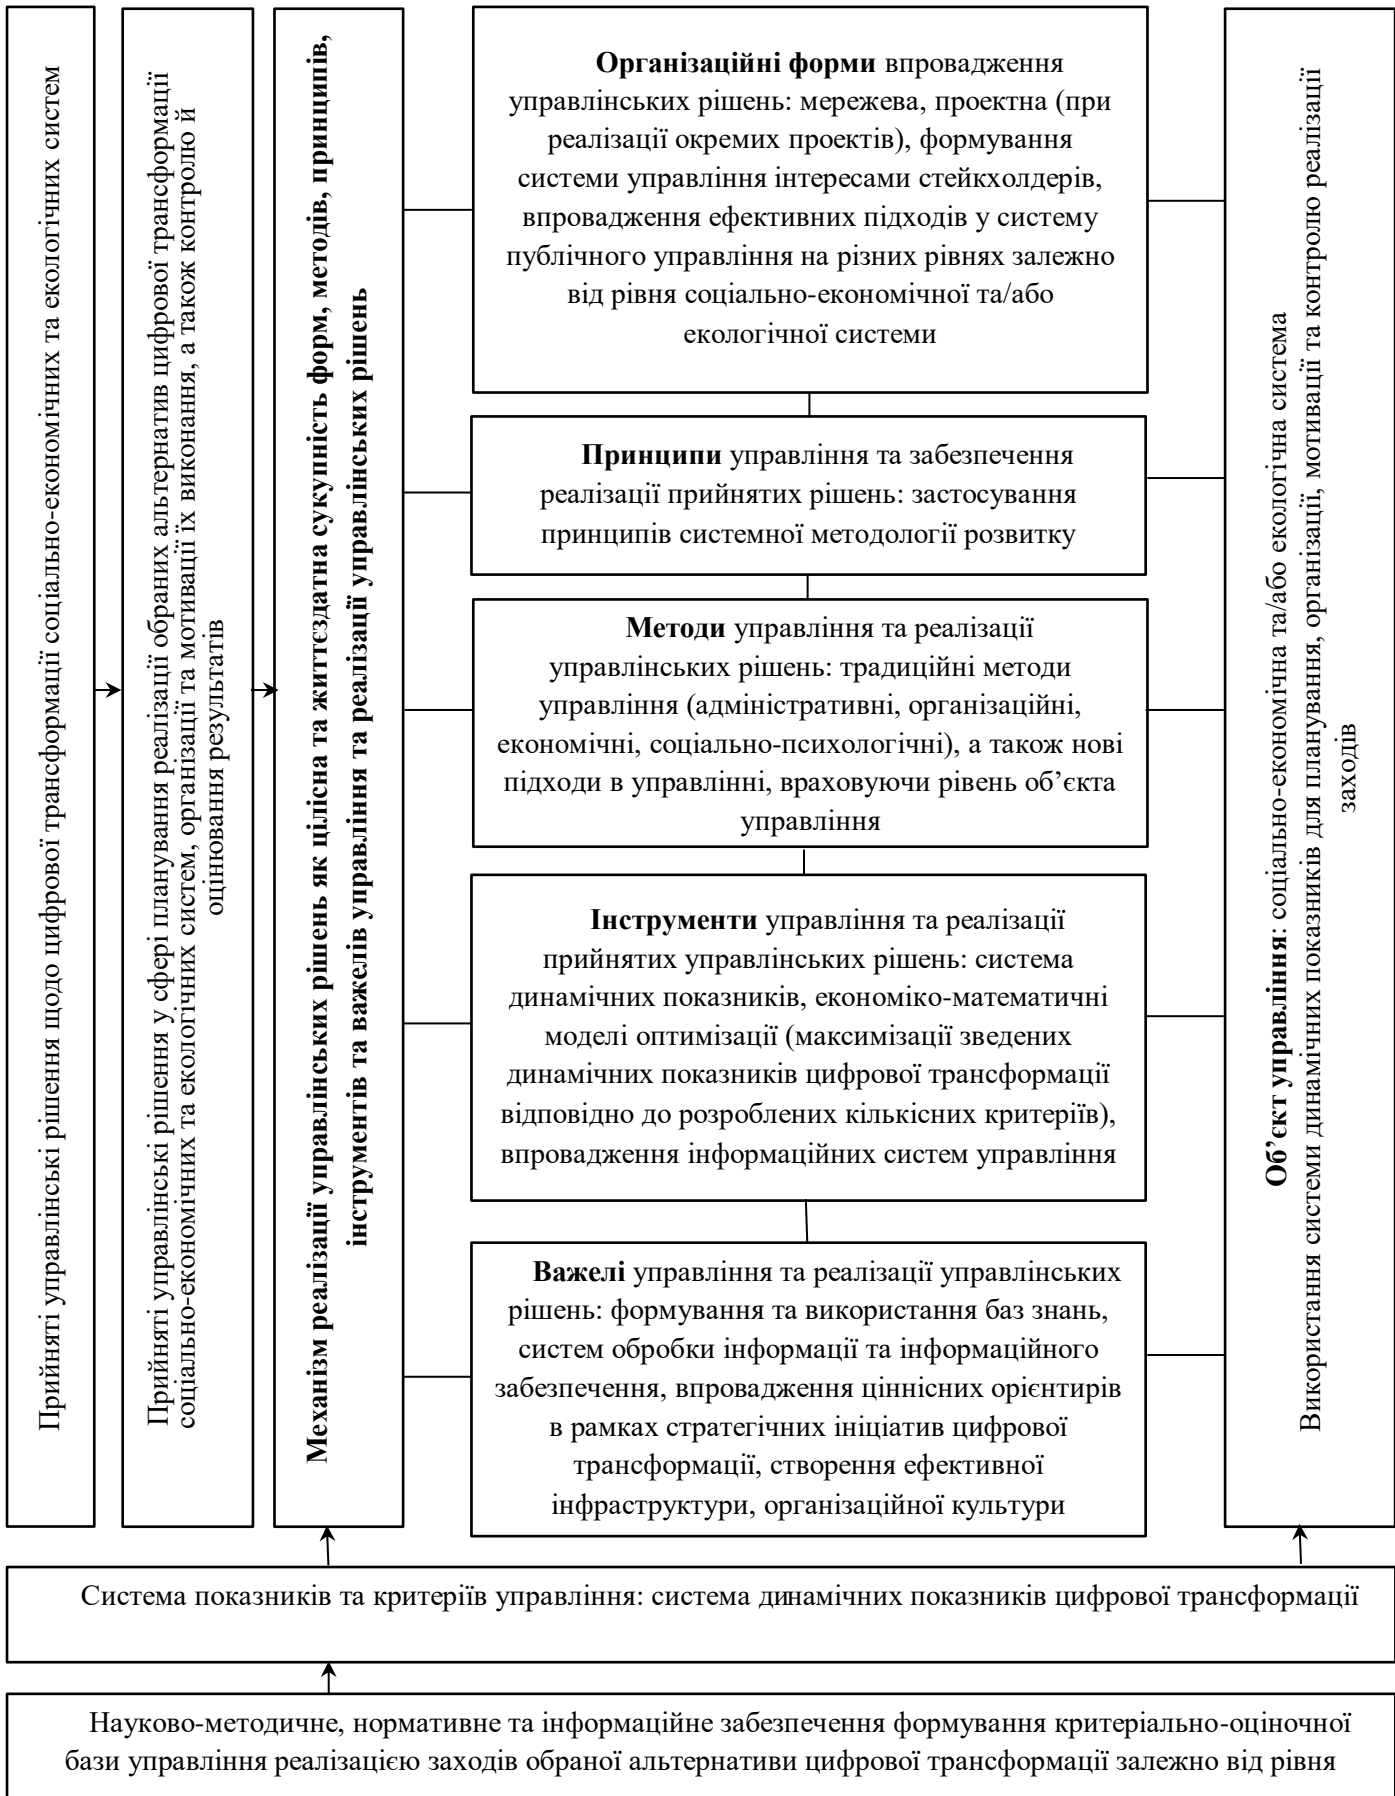 Прийняті управлінські рішення щодо цифрової трансформації соціально-економічних та екологічних систем
Прийняті управлінські рішення у сфері планування реалізації обраних альтернатив цифрової трансформації
соціально-економічних та екологічних систем, організації та мотивації їх виконання, а також контролю й
оцінювання результатів
Механізм реалізації управлінських рішень як цілісна та життєздатна сукупність форм, методів, принципів,
інструментів та важелів управління та реалізації управлінських рішень
Організаційні форми впровадження
управлінських рішень: мережева, проектна (при
реалізації окремих проектів), формування
системи управління інтересами стейкхолдерів,
впровадження ефективних підходів у систему
публічного управління на різних рівнях залежно
від рівня соціально-економічної та/або
екологічної системи
Принципи управління та забезпечення
реалізації прийнятих рішень: застосування
принципів системної методології розвитку
Методи управління та реалізації
управлінських рішень: традиційні методи
управління (адміністративні, організаційні,
економічні, соціально-психологічні), а також нові
підходи в управлінні, враховуючи рівень об’єкта
управління
Інструменти управління та реалізації
прийнятих управлінських рішень: система
динамічних показників, економіко-математичні
моделі оптимізації (максимізації зведених
динамічних показників цифрової трансформації
відповідно до розроблених кількісних критеріїв),
впровадження інформаційних систем управління
Важелі управління та реалізації управлінських
рішень: формування та використання баз знань,
систем обробки інформації та інформаційного
забезпечення, впровадження ціннісних орієнтирів
в рамках стратегічних ініціатив цифрової
трансформації, створення ефективної
інфраструктури, організаційної культури
Об’єкт управління: соціально-економічна та/або екологічна система
Використання системи динамічних показників для планування, організації, мотивації та контролю реалізації
заходів
Система показників та критеріїв управління: система динамічних показників цифрової трансформації
Науково-методичне, нормативне та інформаційне забезпечення формування критеріально-оціночної
бази управління реалізацією заходів обраної альтернативи цифрової трансформації залежно від рівня